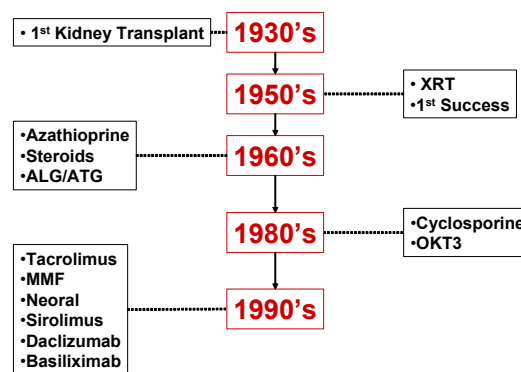 • 1st Kidney Transplant
1930's
1950's
• XRT
•1st Success
•Azathioprine
•Steroids
•ALG/ATG
1960's
1980's
•Cyclosporine
•OKT3
•Tacrolimus
•MMF
•Neoral
•Sirolimus
•Daclizumab
•Basiliximab
1990's